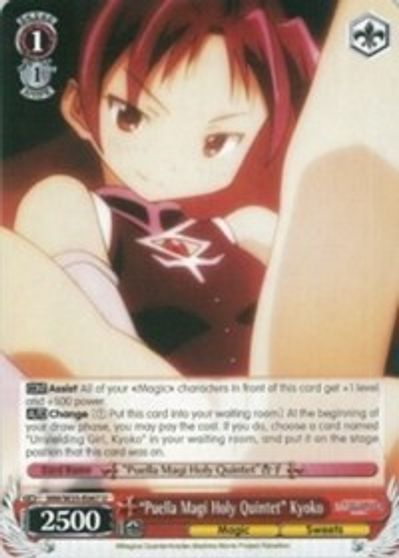 1
1
CONT Assist All of your «Magic» characters in front of this card get +1 level
and +500 power.
AUTO Change [① Put this card into your waiting room] At the beginning of
your draw phase, you may pay the cost. If you do, choose a card named
"Unyielding Girl, Kyoko" in your waiting room, and put it on the stage
position that this card was on.
Card Name "Puella Magi Holy Quintet" 杏子
"Puella Magi Holy Quintet" Kyoko
2500
Magic Sweets